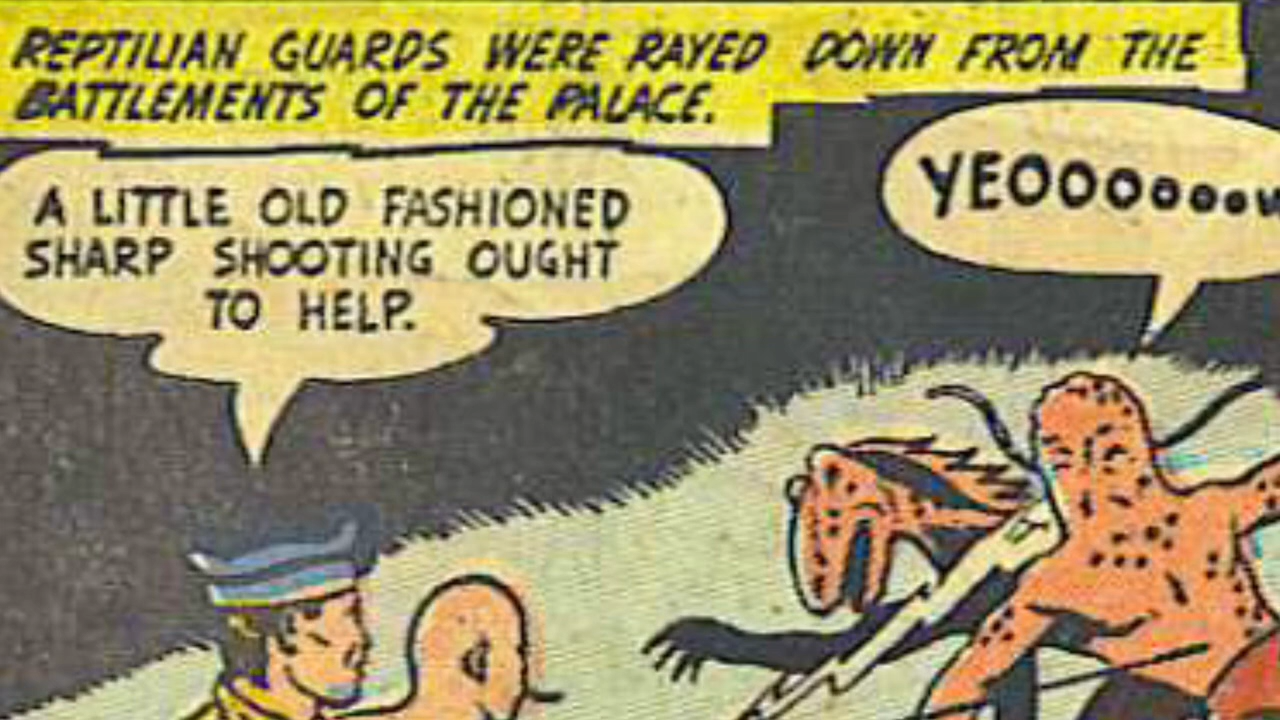 REPTILIAN GUARDS WERE RAYED DOWN FROM THE
BATTLEMENTS OF THE PALACE.
A LITTLE OLD FASHIONED
SHARP SHOOTING OUGHT
TO HELP.
YEOOOoooow